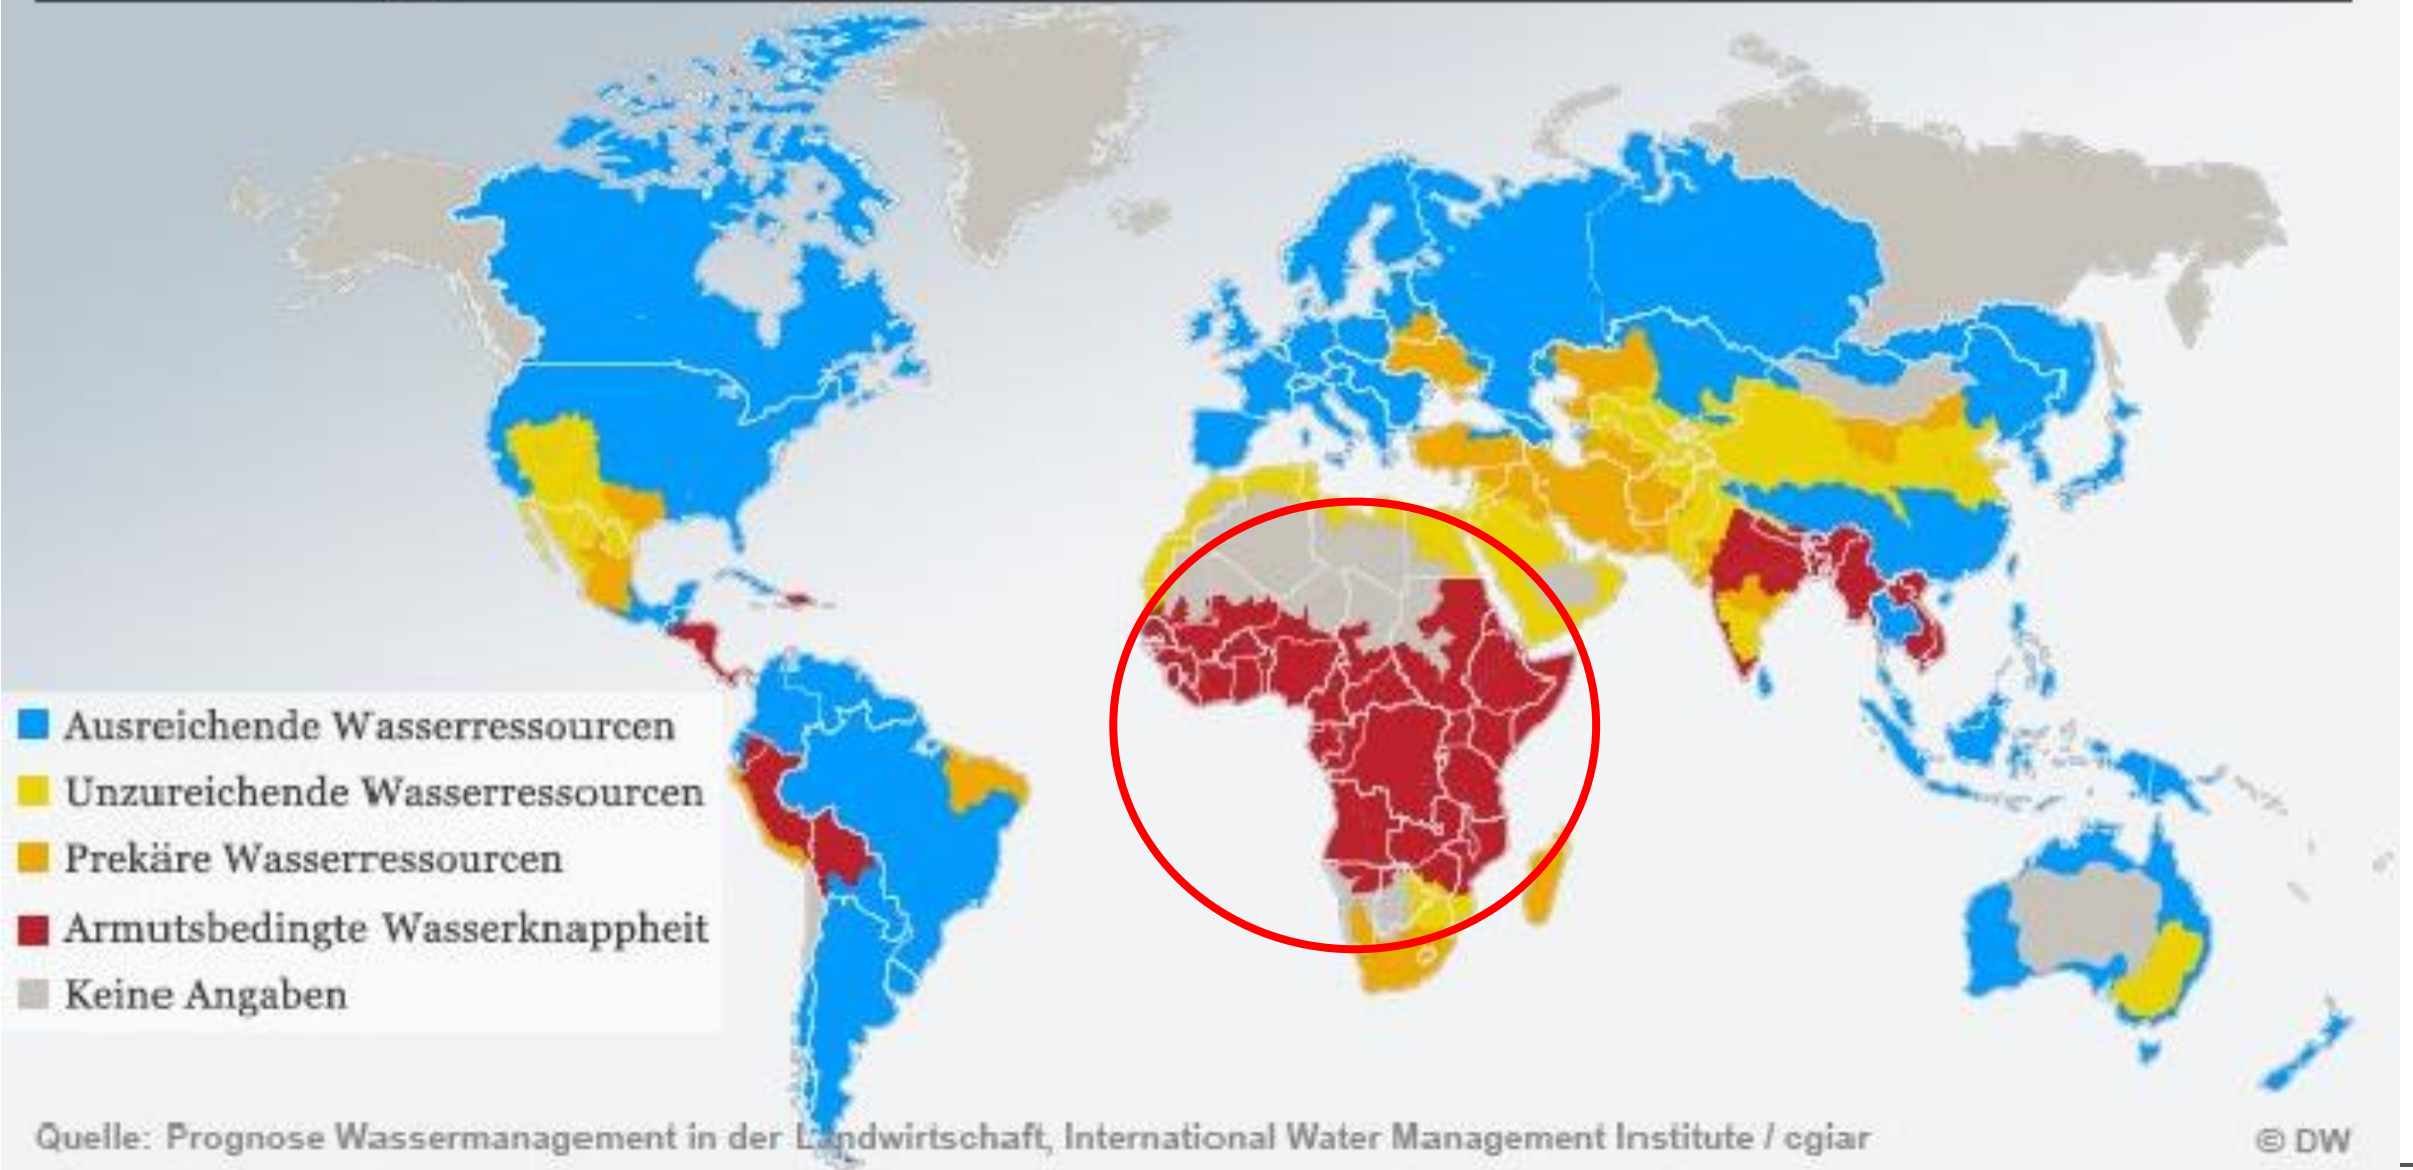 Ausreichende Wasserressourcen
Unzureichende Wasserressourcen
Prekäre Wasserressourcen
Armutsbedingte Wasserknappheit
Keine Angaben
Quelle: Prognose Wassermanagement in der Landwirtschaft, International Water Management Institute / cgiar
© DW